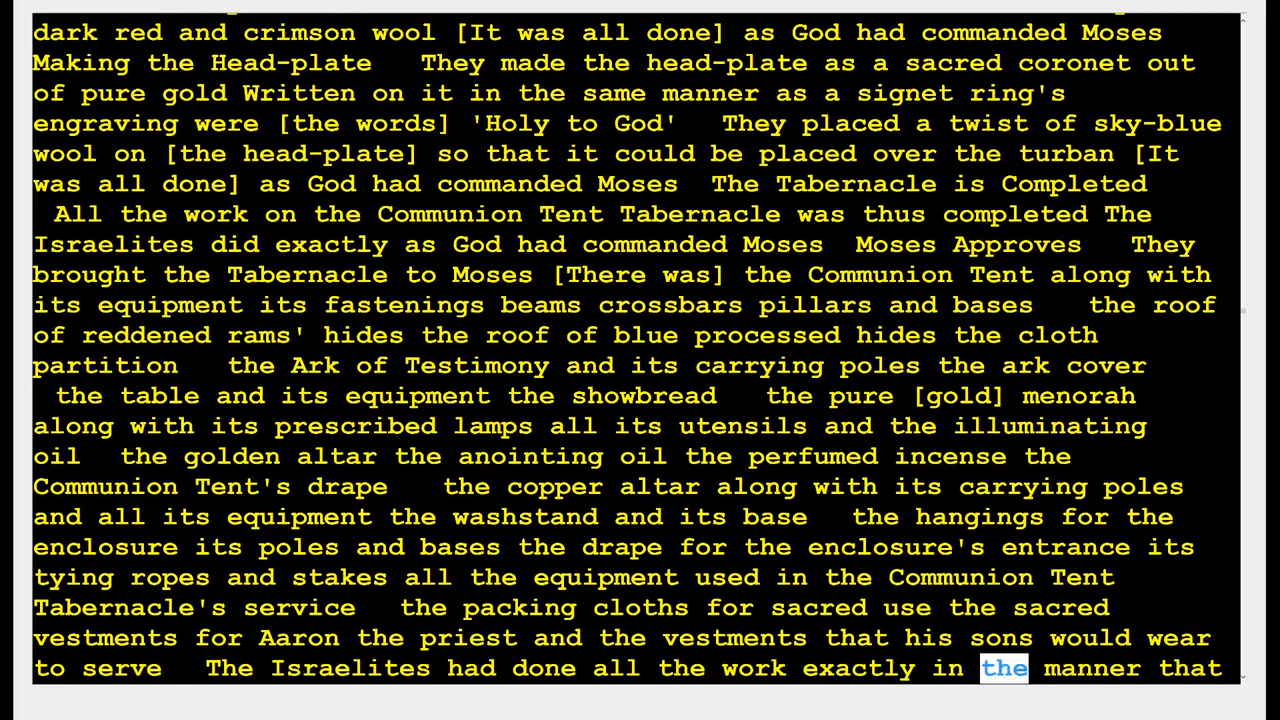 dark red and crimson wool [It was all done] as God had commanded Moses
Making the Head-plate They made the head-plate as a sacred coronet out
of pure gold Written on it in the same manner as a signet ring's
engraving were [the words] 'Holy to God' They placed a twist of sky-blue
wool on [the head-plate] so that it could be placed over the turban [It
was all done] as God had commanded Moses The Tabernacle is Completed
All the work on the Communion Tent Tabernacle was thus completed The
Israelites did exactly as God had commanded Moses Moses Approves They
brought the Tabernacle to Moses [There was] the Communion Tent along with
its equipment its fastenings beams crossbars pillars and bases the roof
of reddened rams' hides the roof of blue processed hides the cloth
partition the Ark of Testimony and its carrying poles the ark cover
the table and its equipment the showbread the pure [gold] menorah
along with its prescribed lamps all its utensils and the illuminating
oil the golden altar the anointing oil the perfumed incense the
Communion Tent's drape the copper altar along with its carrying poles
and all its equipment the washstand and its base the hangings for the
enclosure its poles and bases the drape for the enclosure's entrance its
tying ropes and stakes all the equipment used in the Communion Tent
Tabernacle's service the packing cloths for sacred use the sacred
vestments for Aaron the priest and the vestments that his sons would wear
to serve The Israelites had done all the work exactly in the manner that